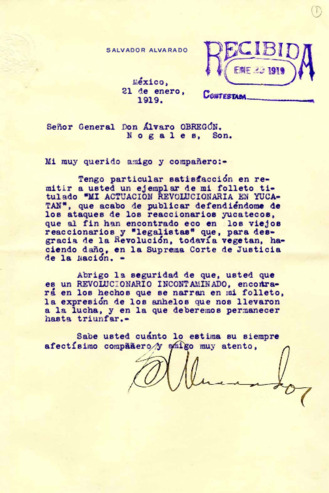 SALVADOR ALVARADO
RECIBIDA
ENE 1919
CONTESTADA
México,
21 de enero,
1919.
Señor General Don Álvaro OBREGÓN.
Nogales, Son.
Mi muy querido amigo y compañero:-
Tengo particular satisfacción en re-
mitir a usted un ejemplar de mi folleto ti-
tulado "MI ACTUACION REVOLUCIONARIA EN YUCA-
TAN", que acabo de publicar defendiéndome de
los ataques de los reaccionarios yucatecos,
que al fin han encontrado eco en los viejos
reaccionarios y "legalistas" que, para des-
gracia de la Revolución, todavía vegetan, ha-
ciendo daño, en la Suprema Corte de Justicia
de la Nación. -
Abrigo la seguridad de que, usted que
es un REVOLUCIONARIO INCONTAMINADO, encontra-
rá en los hechos que se narran en mi folleto,
la expresión de los anhelos que nos llevaron
a la lucha, y en la que deberemos permanecer
hasta triunfar.-
Sabe usted cuánto lo estima su siempre
afectísimo compañero y amigo muy atento,
S Alvarado